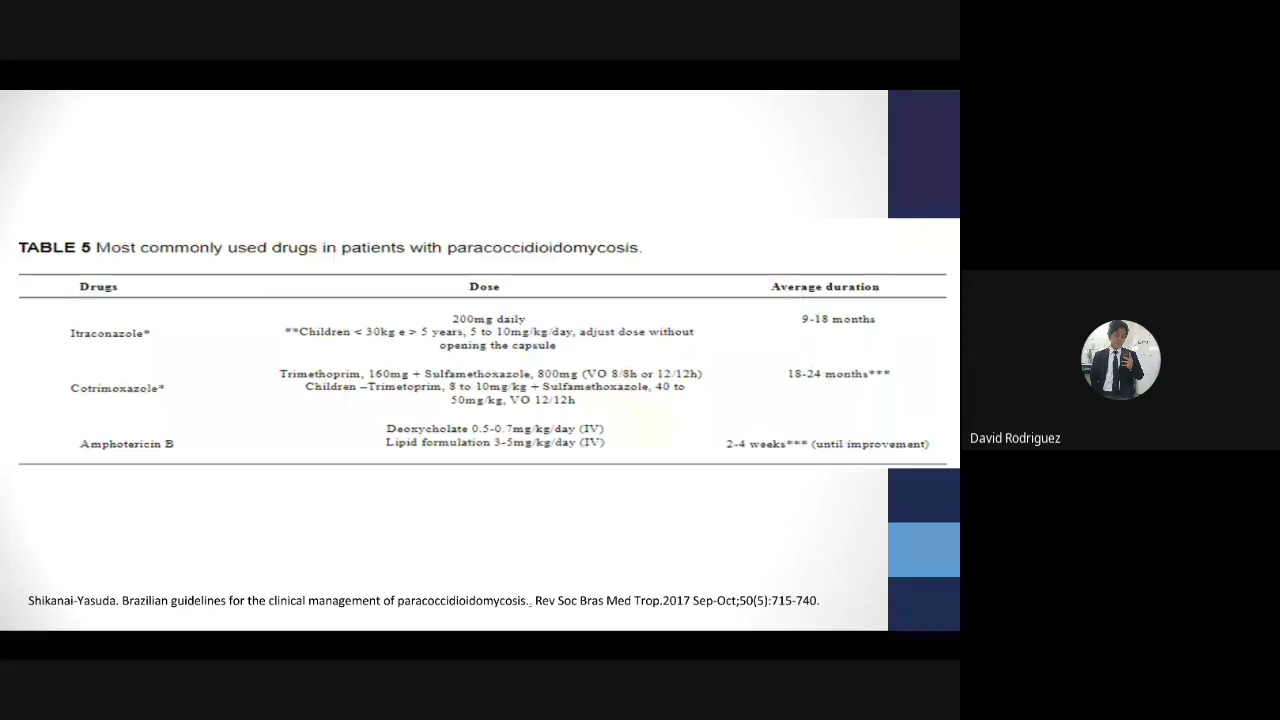 TABLE 5 Most commonly used drugs in patients with paracoccidioidomycosis.
Drugs Dose Average duration
Itraconazole* 200mg daily 9-18 months
**Children < 30kg e > 5 years, 5 to 10mg/kg/day, adjust dose without
opening the capsule
Cotrimoxazole* Trimethoprim, 160mg + Sulfamethoxazole, 800mg (VO 8/8h or 12/12h) 18-24 months***
Children –Trimetoprim, 8 to 10mg/kg + Sulfamethoxazole, 40 to
50mg/kg, VO 12/12h
Amphotericin B Deoxycholate 0.5-0.7mg/kg/day (IV)
Lipid formulation 3-5mg/kg/day (IV) 2-4 weeks*** (until improvement)
Shikanai-Yasuda. Brazilian guidelines for the clinical management of paracoccidioidomycosis.. Rev Soc Bras Med Trop.2017 Sep-Oct;50(5):715-740.
David Rodriguez